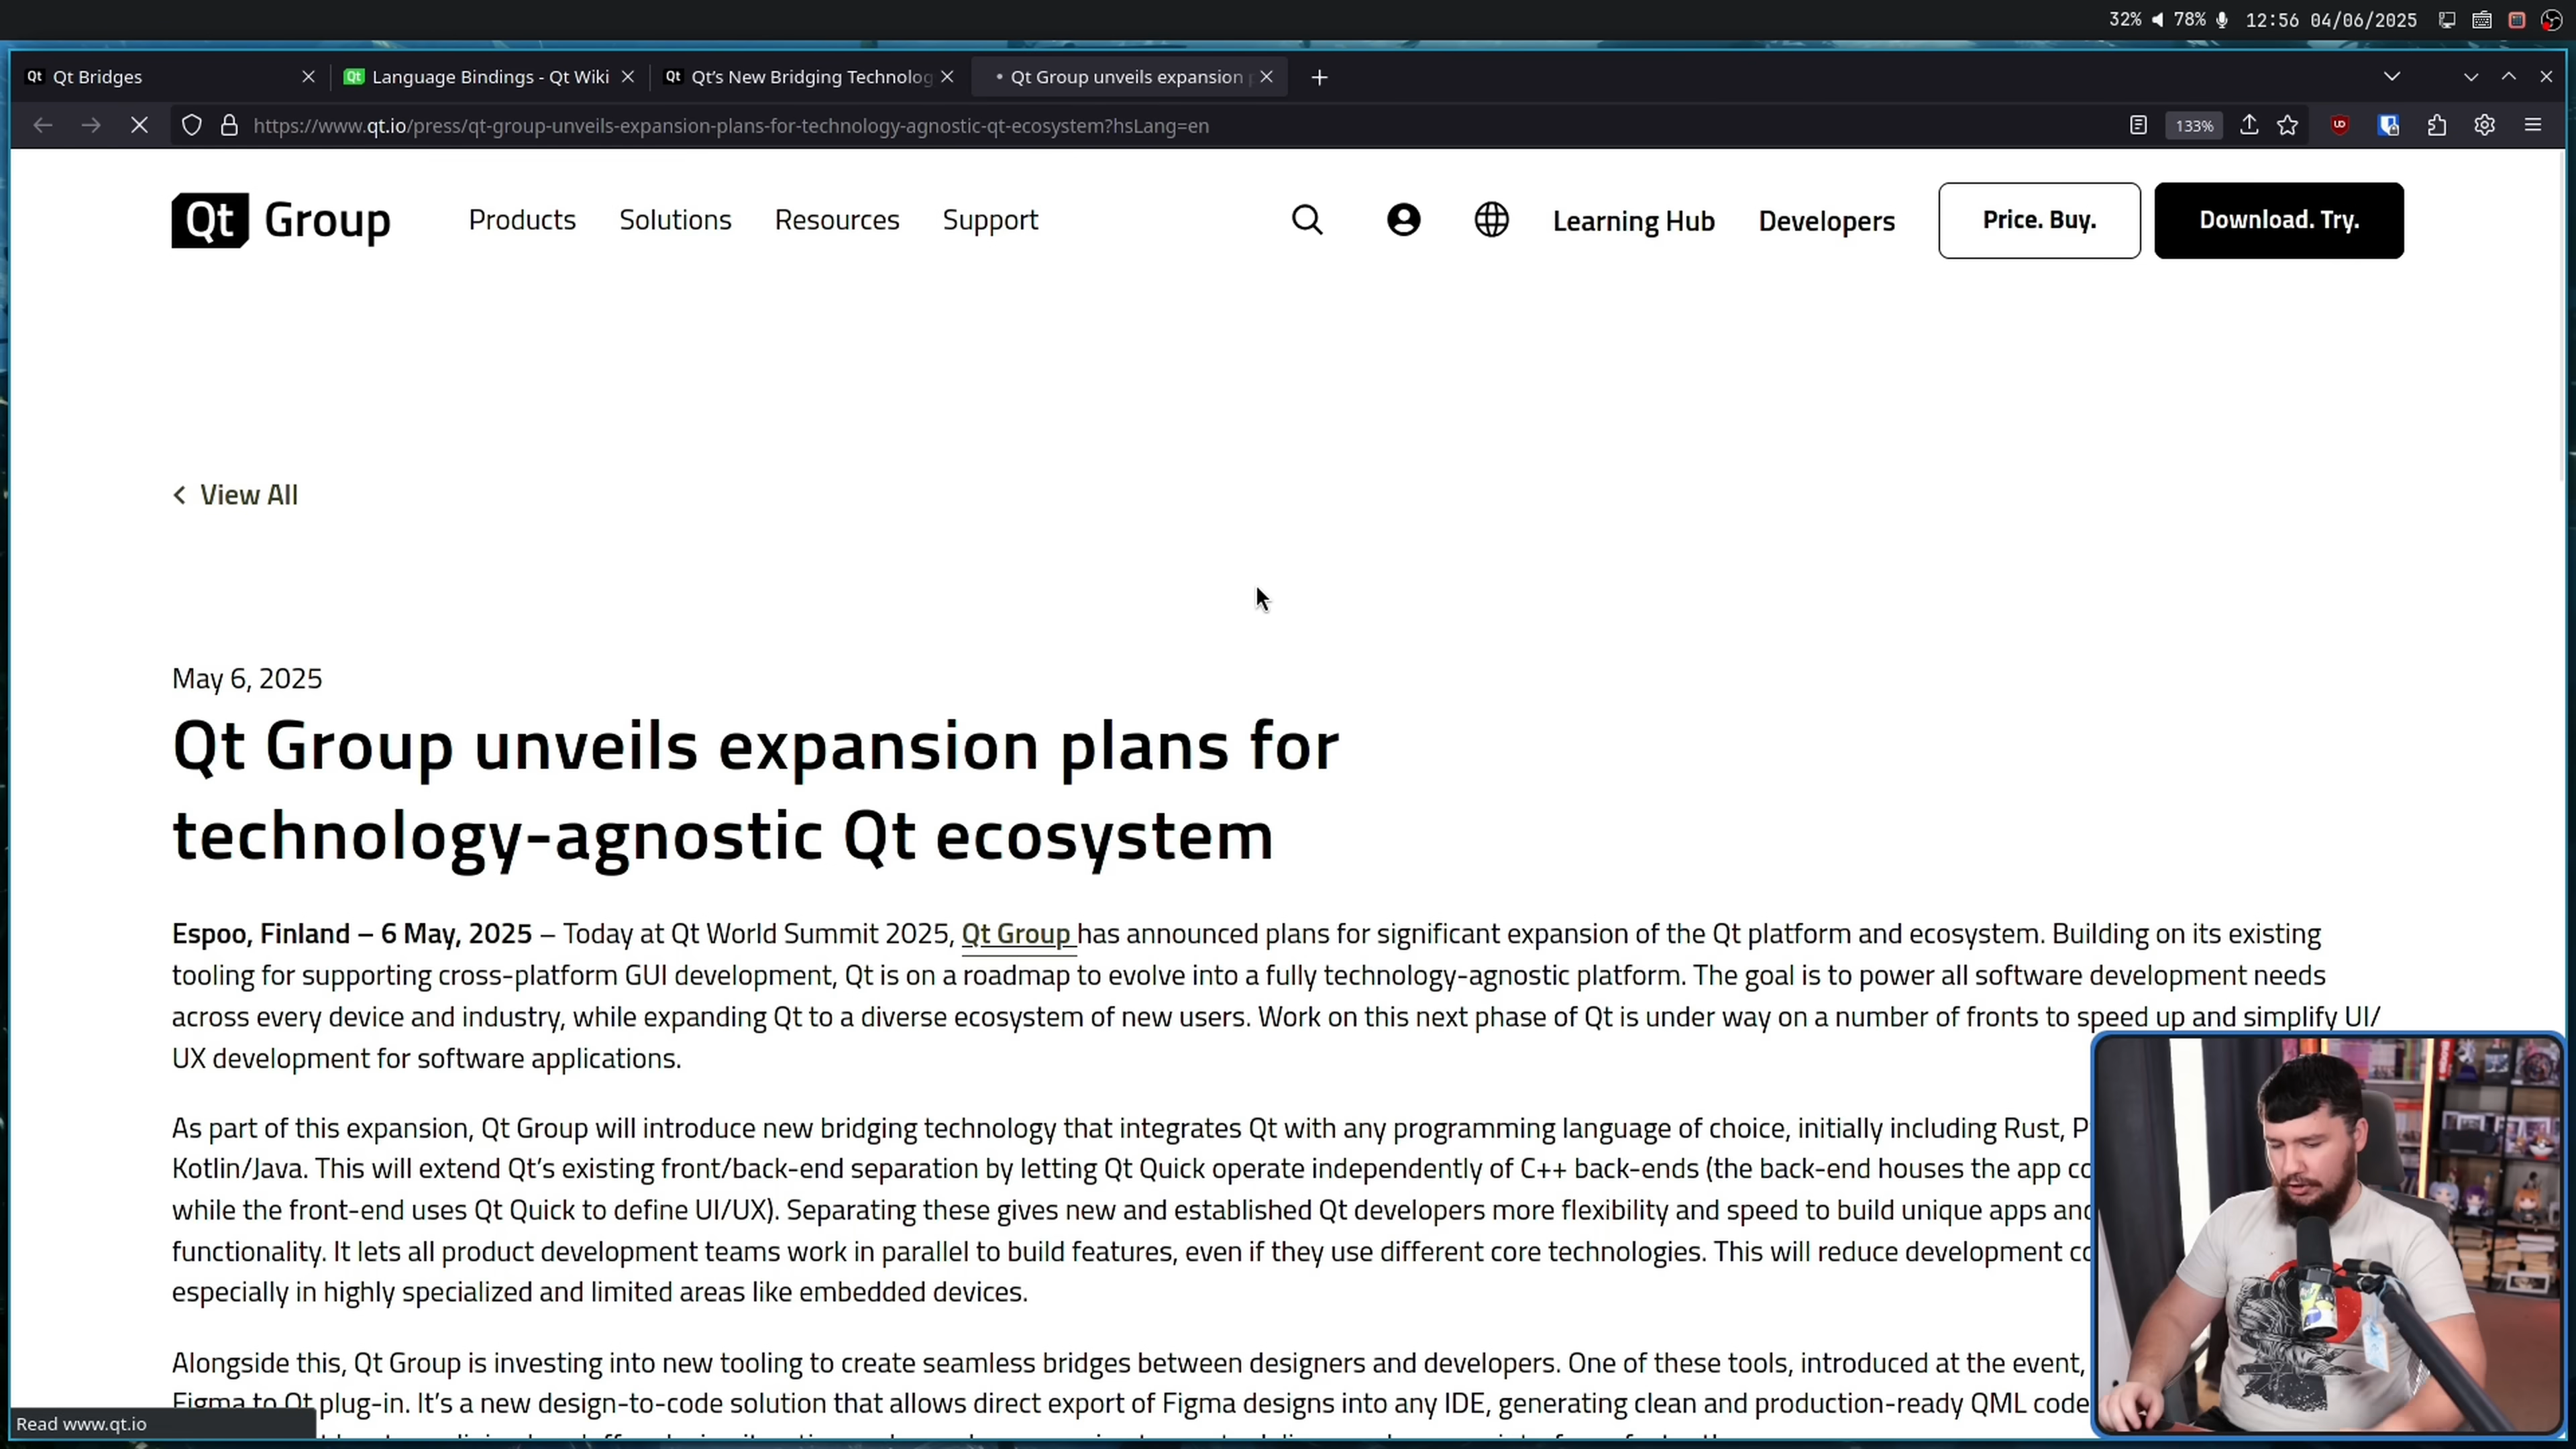 32% 78% 12:56 04/06/2025
Qt Qt Bridges
Qt Language Bindings - Qt Wiki
Qt Qt's New Bridging Technolog
Qt Group unveils expansion
https://www.qt.io/press/qt-group-unveils-expansion-plans-for-technology-agnostic-qt-ecosystem?hsLang=en
133%
Qt Group Products Solutions Resources Support Learning Hub Developers Price. Buy. Download. Try.
View All
May 6, 2025
Qt Group unveils expansion plans for
technology-agnostic Qt ecosystem
Espoo, Finland – 6 May, 2025 – Today at Qt World Summit 2025, Qt Group has announced plans for significant expansion of the Qt platform and ecosystem. Building on its existing
tooling for supporting cross-platform GUI development, Qt is on a roadmap to evolve into a fully technology-agnostic platform. The goal is to power all software development needs
across every device and industry, while expanding Qt to a diverse ecosystem of new users. Work on this next phase of Qt is under way on a number of fronts to speed up and simplify UI/
UX development for software applications.
As part of this expansion, Qt Group will introduce new bridging technology that integrates Qt with any programming language of choice, initially including Rust, P
Kotlin/Java. This will extend Qt's existing front/back-end separation by letting Qt Quick operate independently of C++ back-ends (the back-end houses the app co
while the front-end uses Qt Quick to define UI/UX). Separating these gives new and established Qt developers more flexibility and speed to build unique apps and
functionality. It lets all product development teams work in parallel to build features, even if they use different core technologies. This will reduce development co
especially in highly specialized and limited areas like embedded devices.
Alongside this, Qt Group is investing into new tooling to create seamless bridges between designers and developers. One of these tools, introduced at the event,
Figma to Qt plug-in. It's a new design-to-code solution that allows direct export of Figma designs into any IDE, generating clean and production-ready QML code
Read www.qt.io